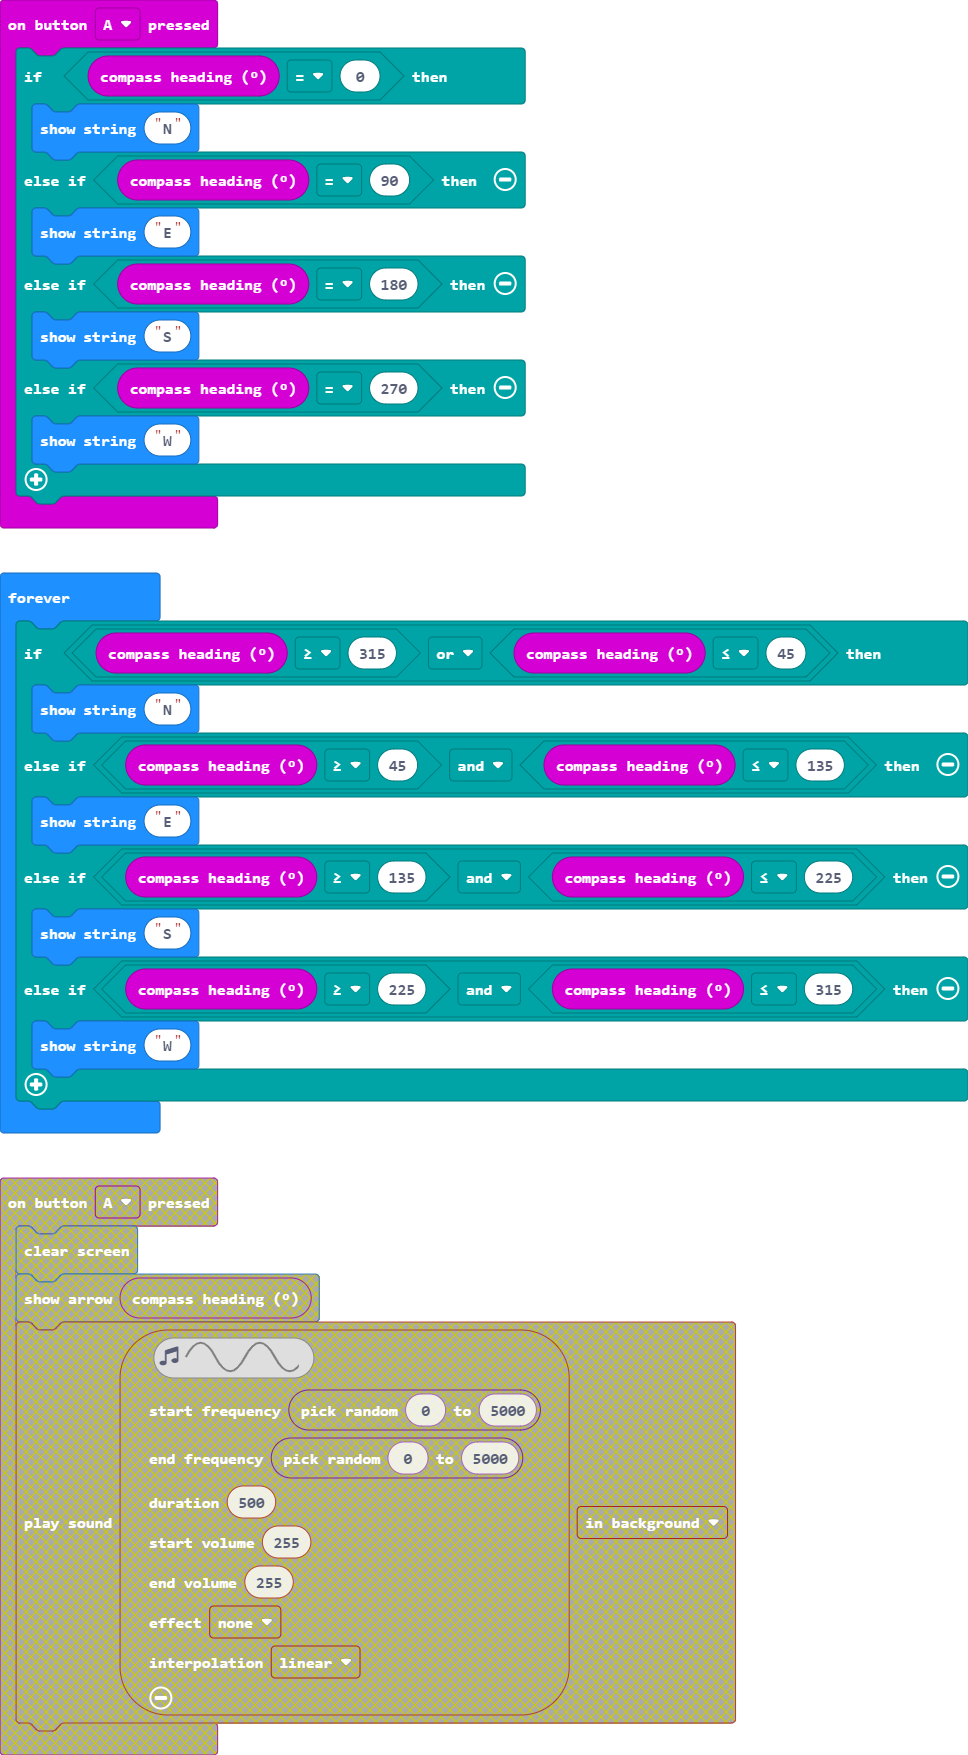 on button A pressed
if compass heading (°) = 0 then
show string "N"
else if compass heading (°) = 90 then
show string "E"
else if compass heading (°) = 180 then
show string "S"
else if compass heading (°) = 270 then
show string "W"
forever
if compass heading (°) ≥ 315 or compass heading (°) ≤ 45 then
show string "N"
else if compass heading (°) ≥ 45 and compass heading (°) ≤ 135 then
show string "E"
else if compass heading (°) ≥ 135 and compass heading (°) ≤ 225 then
show string "S"
else if compass heading (°) ≥ 225 and compass heading (°) ≤ 315 then
show string "W"
on button A pressed
clear screen
show arrow compass heading (°)
start frequency pick random 0 to 5000
end frequency pick random 0 to 5000
duration 500
play sound in background
start volume 255
end volume 255
effect none
interpolation linear